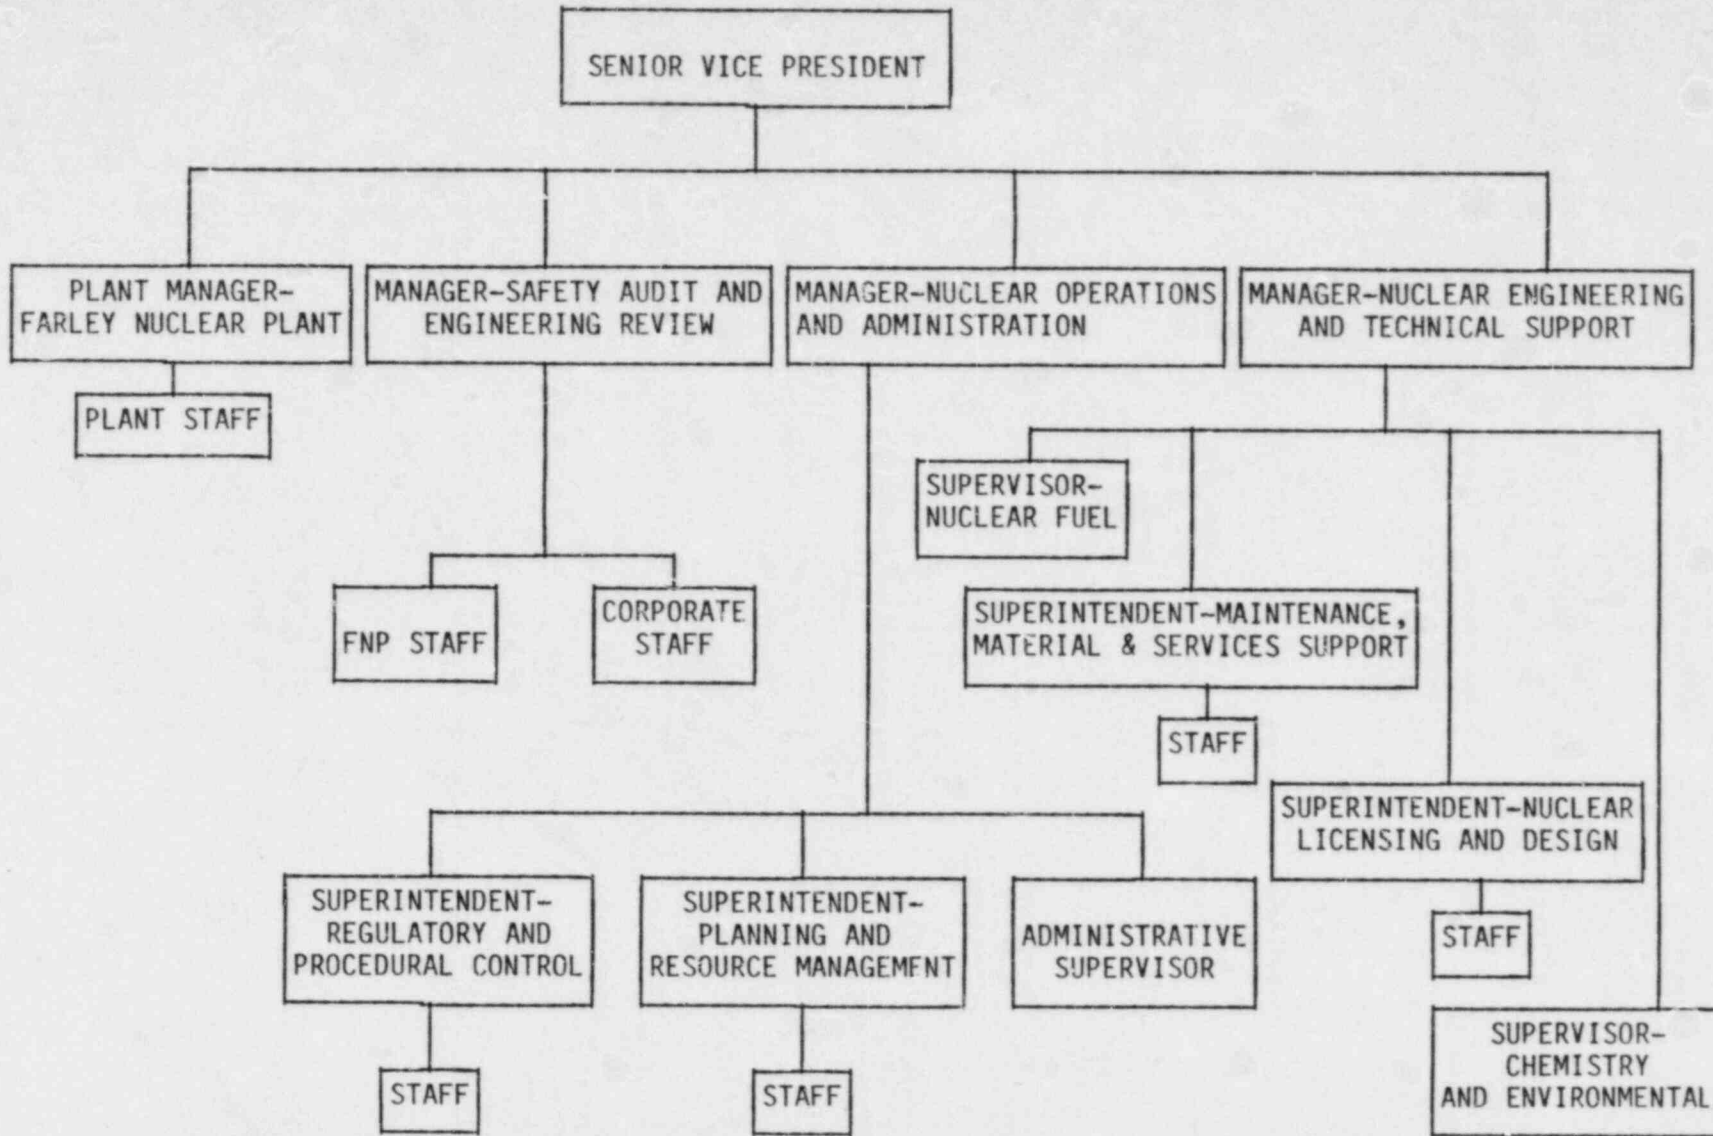 SENIOR VICE PRESIDENT
PLANT MANAGER-
FARLEY NUCLEAR PLANT
MANAGER-SAFETY AUDIT AND
ENGINEERING REVIEW
MANAGER-NUCLEAR OPERATIONS
AND ADMINISTRATION
MANAGER-NUCLEAR ENGINEERING
AND TECHNICAL SUPPORT
PLANT STAFF
SUPERVISOR-
NUCLEAR FUEL
FNP STAFF
CORPORATE
STAFF
SUPERINTENDENT-MAINTENANCE,
MATERIAL & SERVICES SUPPORT
STAFF
SUPERINTENDENT-NUCLEAR
LICENSING AND DESIGN
STAFF
SUPERINTENDENT-
REGULATORY AND
PROCEDURAL CONTROL
SUPERINTENDENT-
PLANNING AND
RESOURCE MANAGEMENT
ADMINISTRATIVE
SUPERVISOR
SUPERVISOR-
CHEMISTRY
AND ENVIRONMENTAL
STAFF
STAFF